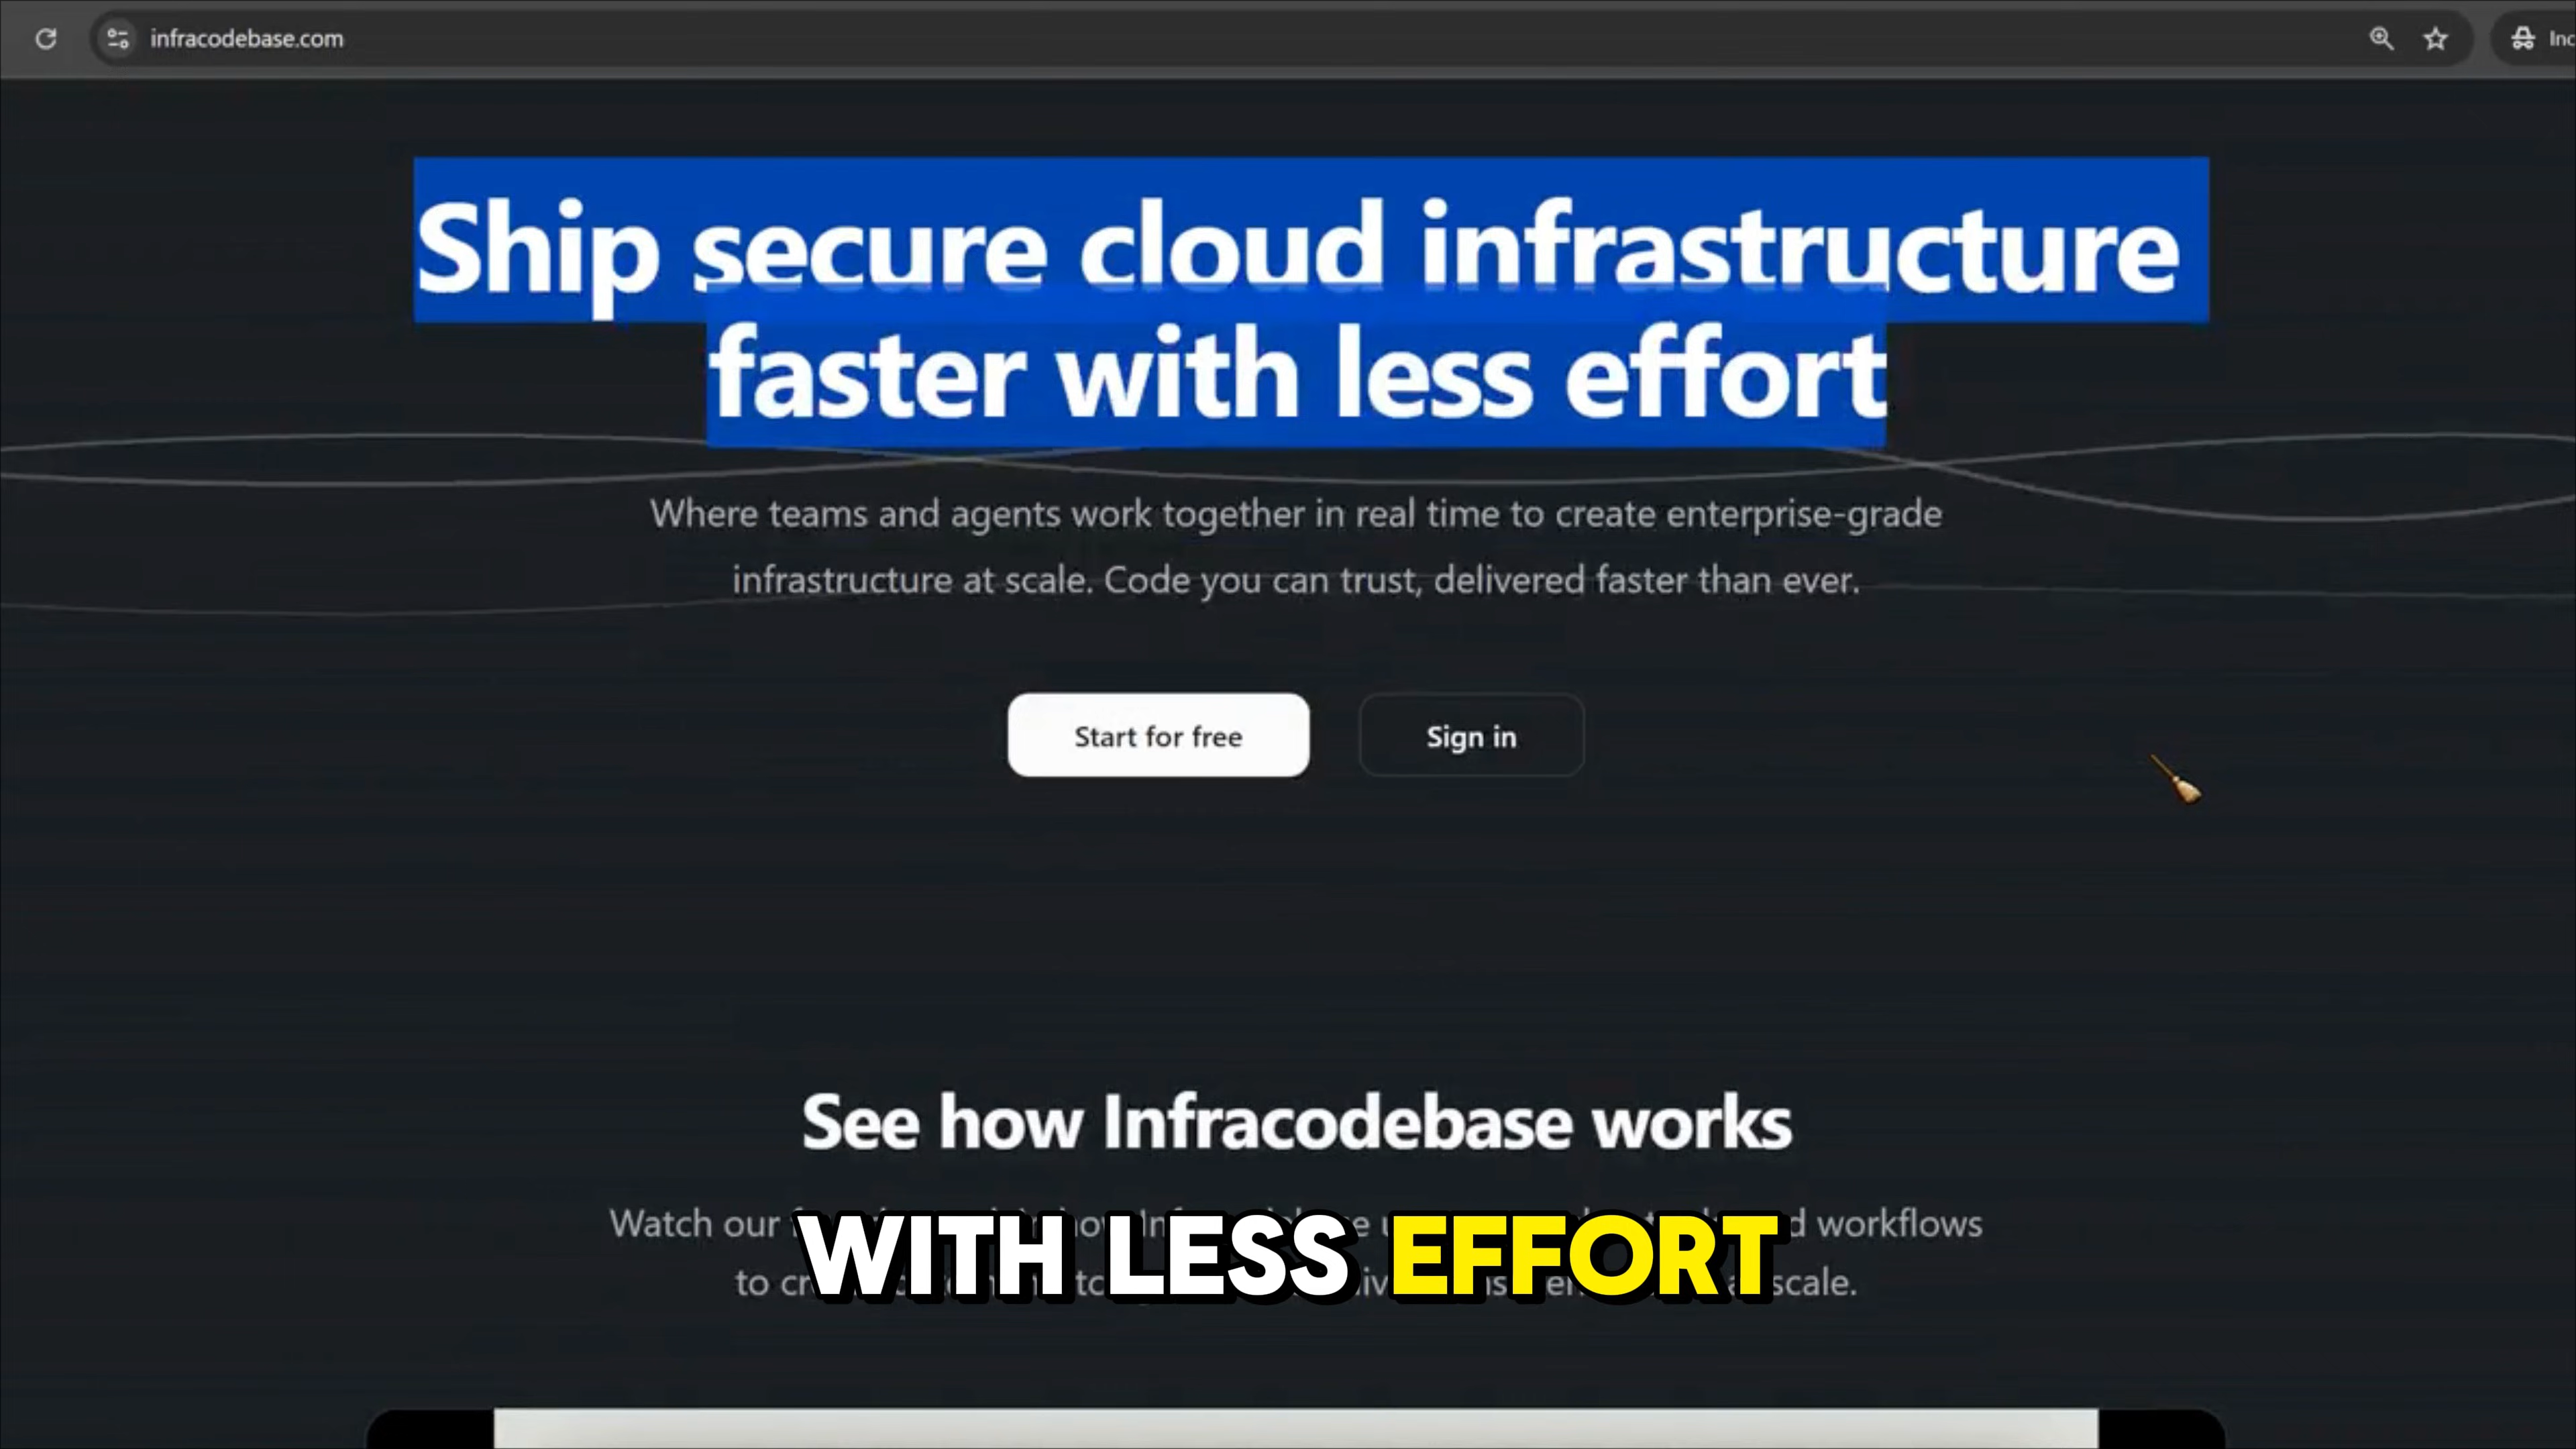 infracodebase.com
Inc
Ship secure cloud infrastructure
faster with less effort
Where teams and agents work together in real time to create enterprise-grade
infrastructure at scale. Code you can trust, delivered faster than ever.
Start for free
Sign in
See how Infracodebase works
Watch our workflows
to scale.
WITH LESS EFFORT